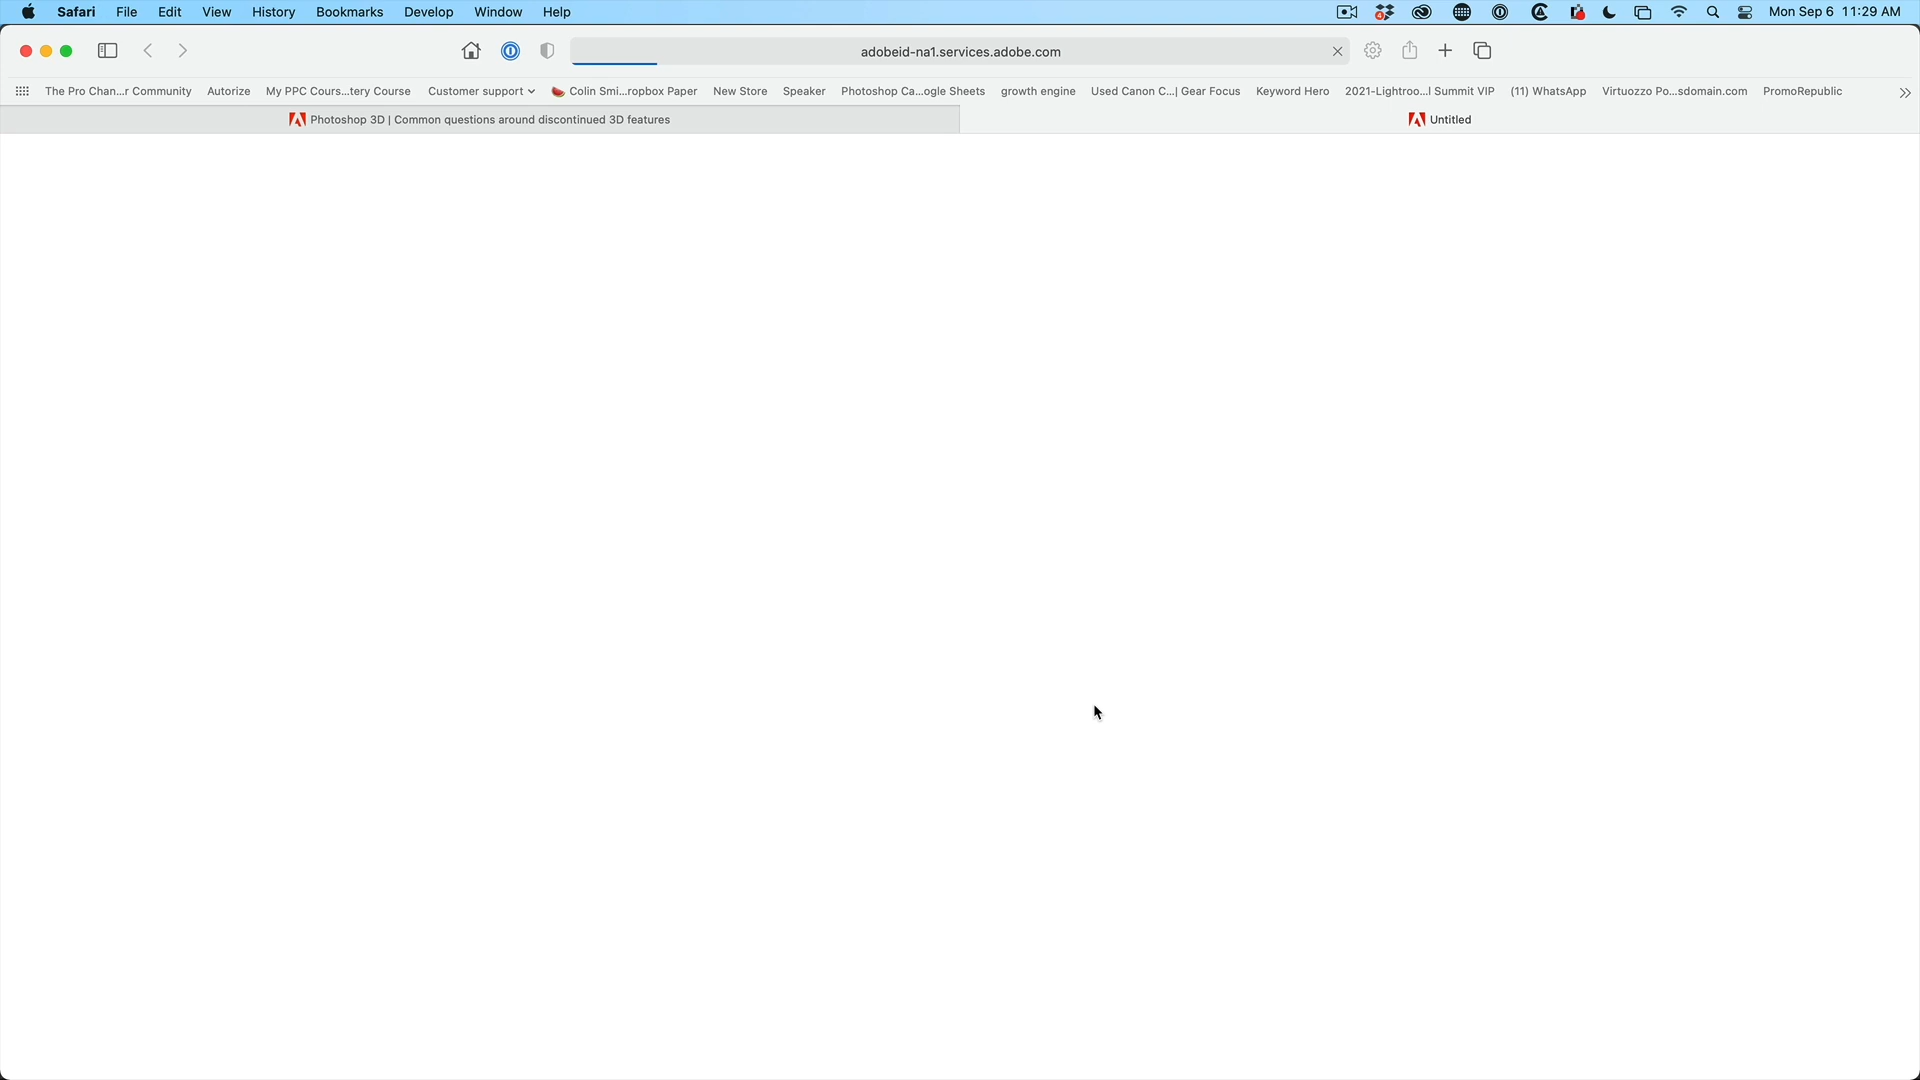 Safari File Edit View History Bookmarks Develop Window Help 4 Mon Sep 6 11:29 AM
adobeid-na1.services.adobe.com
The Pro Chan...r Community Autorize My PPC Cours...tery Course Customer support Colin Smi...ropbox Paper New Store Speaker Photoshop Ca...ogle Sheets growth engine Used Canon C...| Gear Focus Keyword Hero 2021-Lightroo...l Summit VIP (11) WhatsApp Virtuozzo Po...sdomain.com PromoRepublic
Photoshop 3D | Common questions around discontinued 3D features Untitled